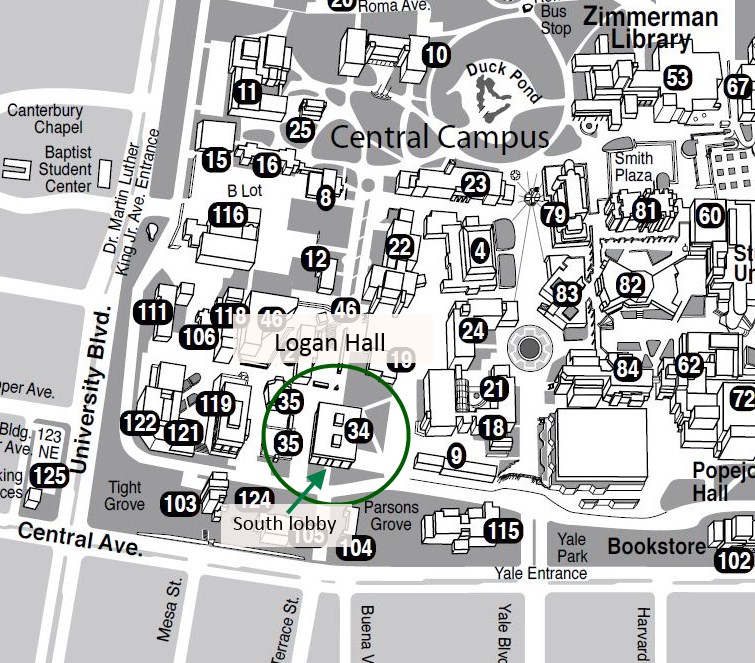 20
Roma Ave.
Bus
Stop
Zimmerman
Library
10
Duck Pond
53
67
11
Canterbury
Chapel
25
Central Campus
Baptist
Student
Center
Dr. Martin Luther
King Jr. Ave. Entrance
15
16
B Lot
8
23
Smith
Plaza
116
79
81
60
22
4
12
St
Ur
82
83
111
118
46
46
106
24
Logan Hall
19
84
62
University Blvd.
per Ave.
21
72
119
35
34
122
121
35
18
Bldg.
123
NE
Ave.
9
king
ces
125
Popejo
Hall
Tight
Grove
103
124
South lobby
105
104
Parsons
Grove
115
Yale
Park
Bookstore
102
Central Ave.
Yale Entrance
Mesa St.
Terrace St.
Buena V
Yale Blvd
Harvard